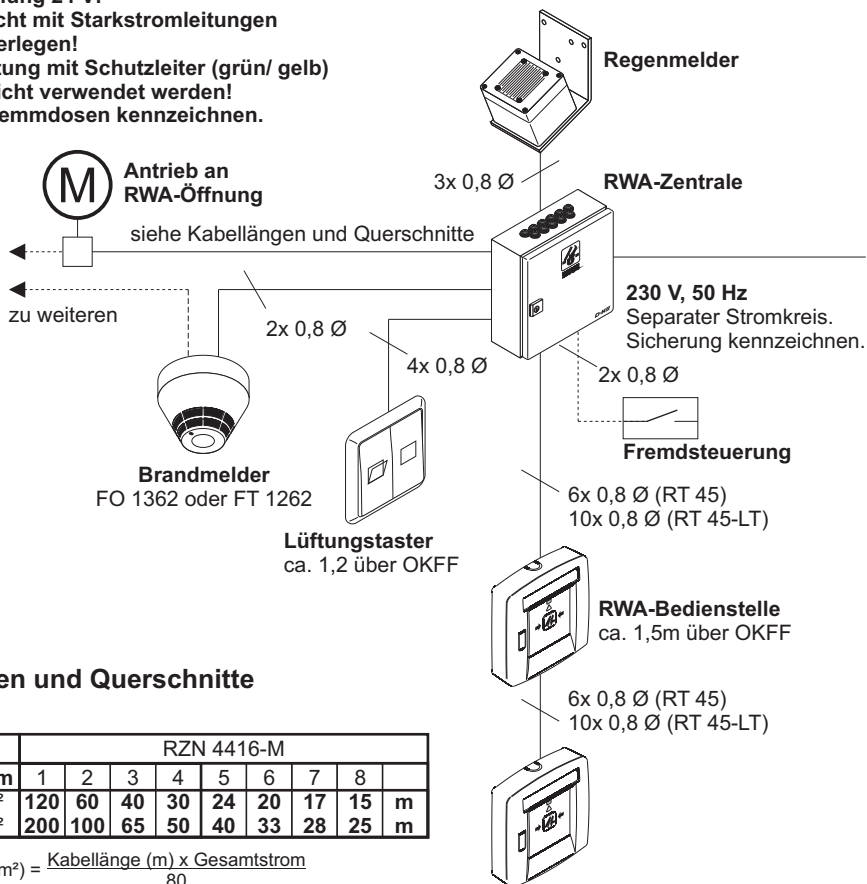 24 V.
mit Starkstromleitungen
mit Schutzleiter (grün/ gelb)
verwendet werden!
kennzeichnen.
Regenmelder
M
Antrieb an
RWA-Öffnung
3x 0,8 Ø
RWA-Zentrale
siehe Kabellängen und Querschnitte
zu weiteren
2x 0,8 Ø
4x 0,8 Ø
230 V, 50 Hz
Separater Stromkreis.
Sicherung kennzeichnen.
2x 0,8 Ø
Fremdsteuerung
Brandmelder
FO 1362 oder FT 1262
Lüftungstaster
ca. 1,2 über OKFF
6x 0,8 Ø (RT 45)
10x 0,8 Ø (RT 45-LT)
RWA-Bedienstelle
ca. 1,5m über OKFF
und Querschnitte
6x 0,8 Ø (RT 45)
10x 0,8 Ø (RT 45-LT)
RZN 4416-M
1 2 3 4 5 6 7 8
120 60 40 30 24 20 17 15 m
200 100 65 50 40 33 28 25 m
m²) = Kabellänge (m) x Gesamtstrom
80